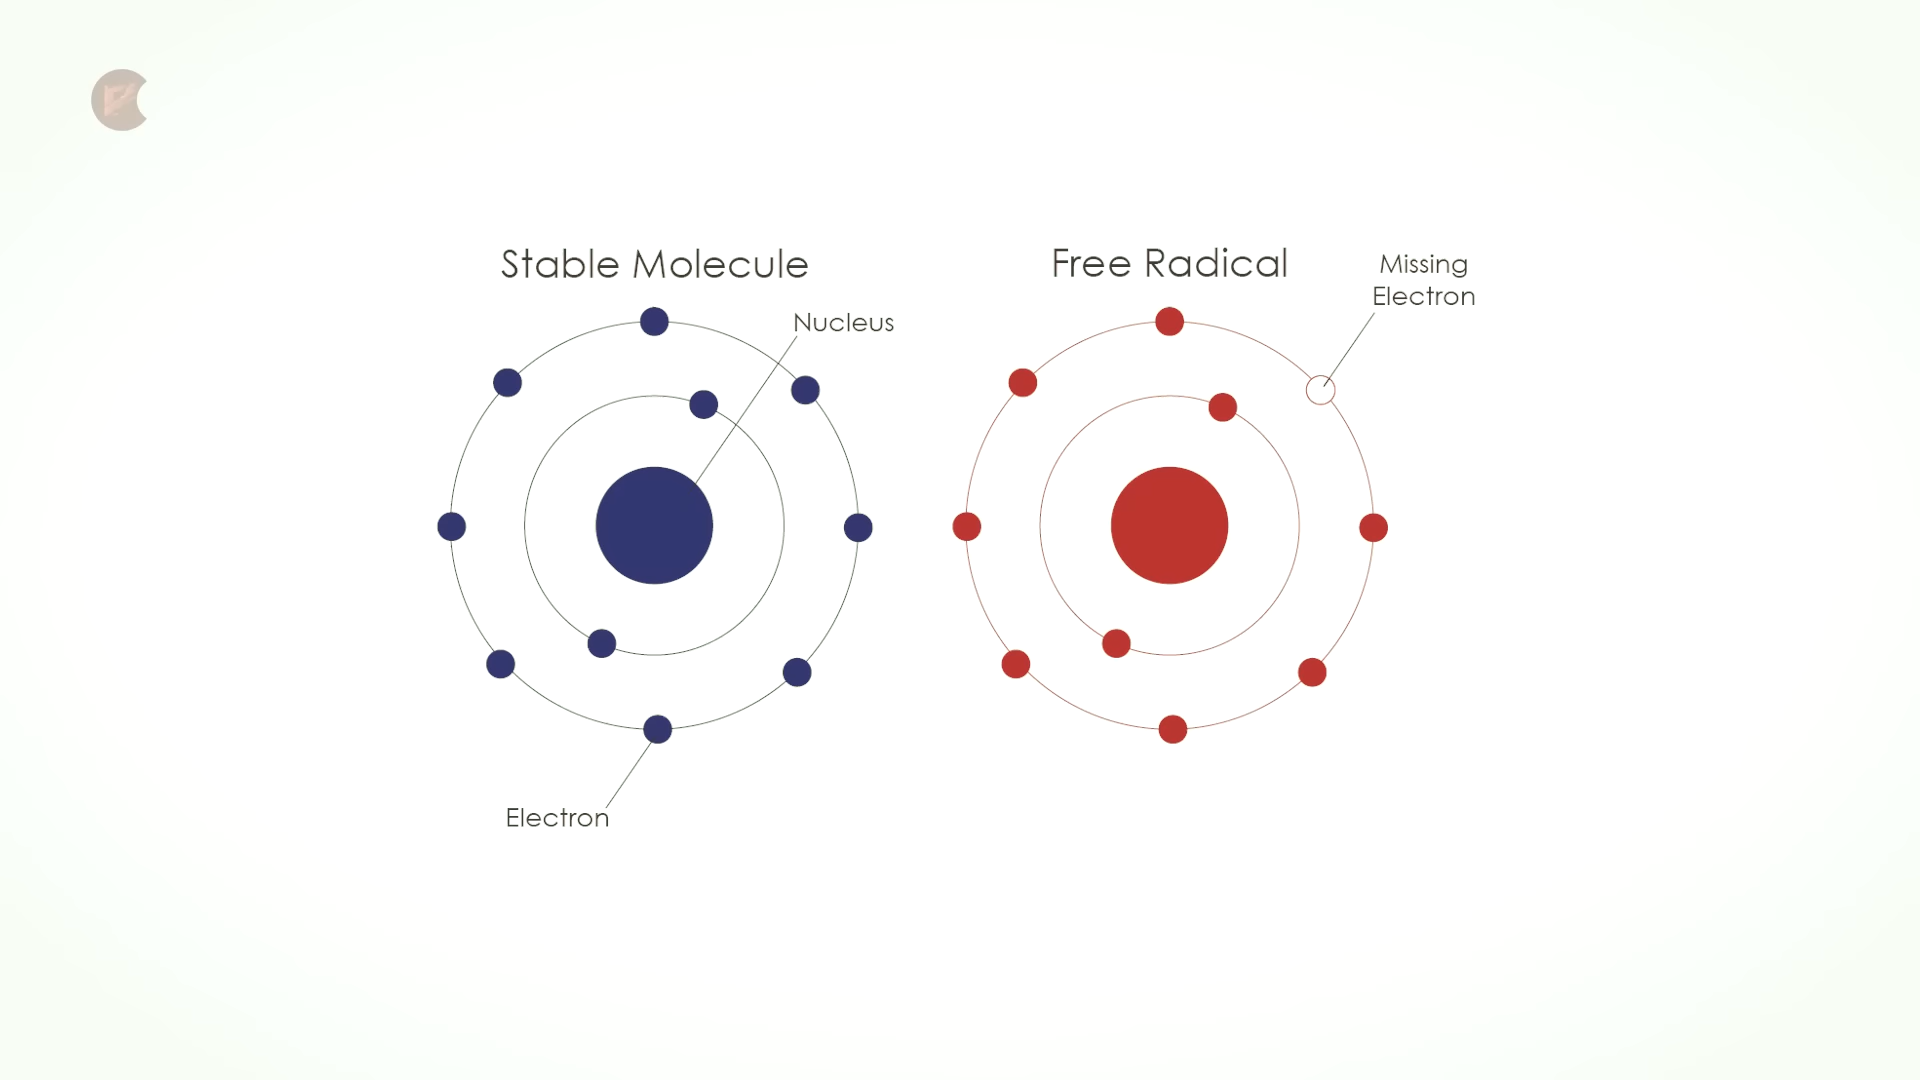 Stable Molecule
Nucleus
Electron
Free Radical
Missing
Electron